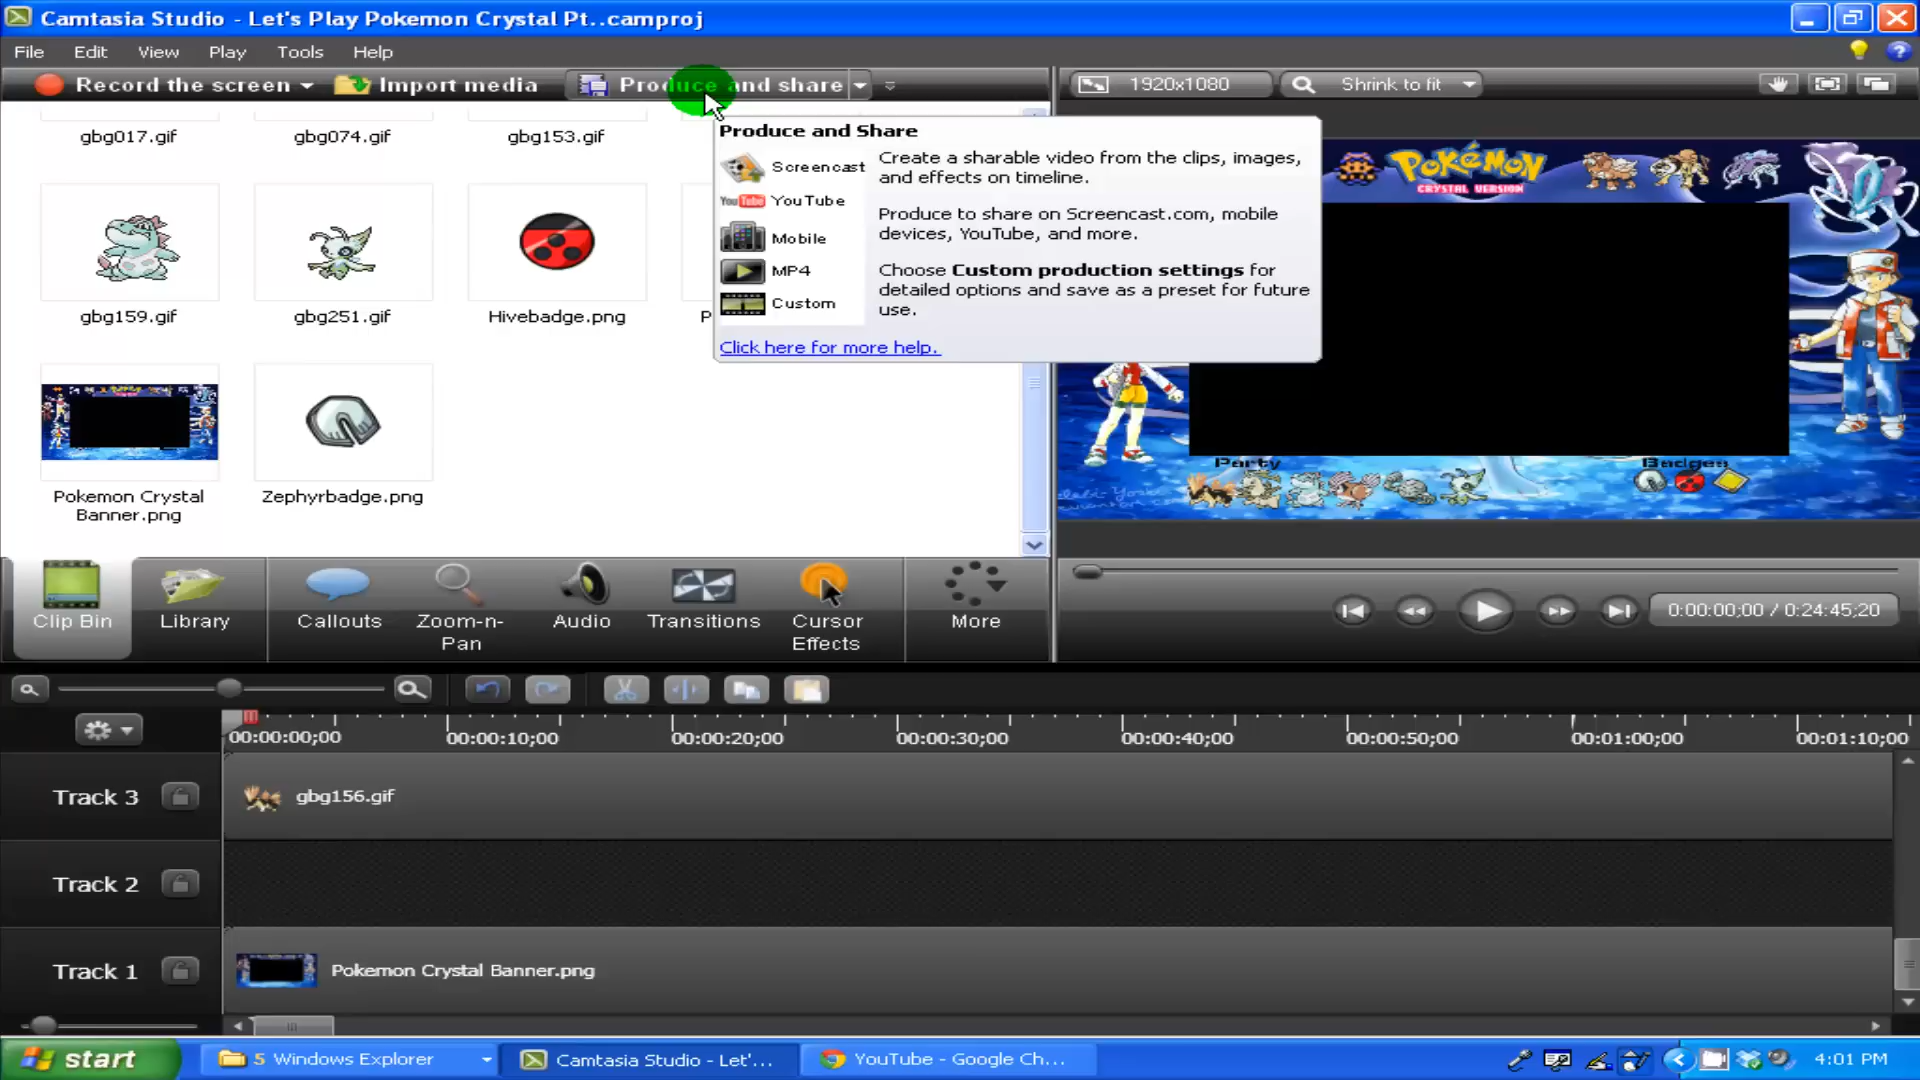 Camtasia Studio - Let's Play Pokemon Crystal Pt..camproj
File Edit View Play Tools Help
Record the screen Import media Produce and share 1920x1080 Shrink to fit
gbg017.gif gbg074.gif gbg153.gif
Produce and Share
Screencast
YouTube
Mobile
MP4
Custom
Create a sharable video from the clips, images,
and effects on timeline.
Produce to share on Screencast.com, mobile
devices, YouTube, and more.
Choose Custom production settings for
detailed options and save as a preset for future
use.
Click here for more help.
POKéMON
CRYSTAL VERSION
gbg159.gif gbg251.gif Hivebadge.png P
Pokemon Crystal
Banner.png
Zephyrbadge.png
Party Badges
Clip Bin Library Callouts Zoom-n-
Pan Audio Transitions Cursor
Effects More
0:00:00;00 / 0:24:45;20
00:00:00;00 00:00:10;00 00:00:20;00 00:00:30;00 00:00:40;00 00:00:50;00 00:01:00;00 00:01:10;00
Track 3 gbg156.gif
Track 2
Track 1 Pokemon Crystal Banner.png
start 5 Windows Explorer Camtasia Studio - Let'... YouTube - Google Ch... 4:01 PM